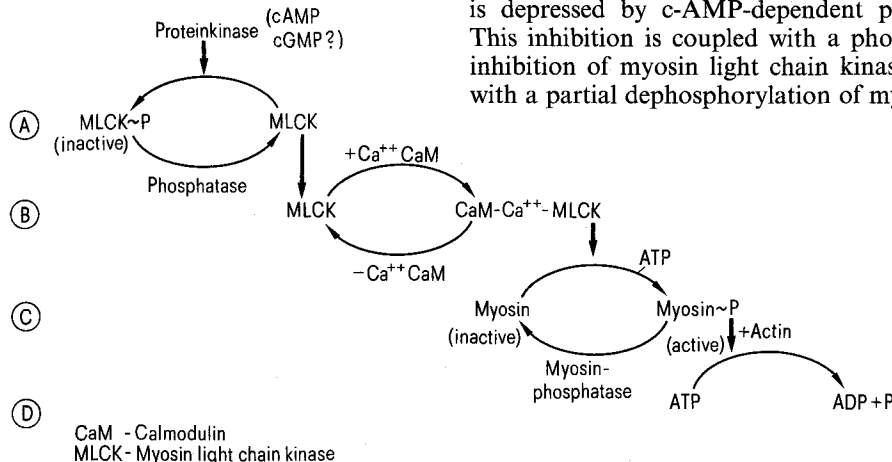 is depressed by c-AMP-dependent p
This inhibition is coupled with a pho
inhibition of myosin light chain kinas
with a partial dephosphorylation of my
Proteinkinase (cAMP
cGMP?)
A
MLCK~P
(inactive)
MLCK
Phosphatase
B
MLCK
+Ca++ CaM
CaM-Ca++-MLCK
−Ca++ CaM
ATP
C
Myosin
(inactive)
Myosin~P
(active)
+Actin
Myosin-
phosphatase
D
ATP
ADP+P
CaM - Calmodulin
MLCK- Myosin light chain kinase